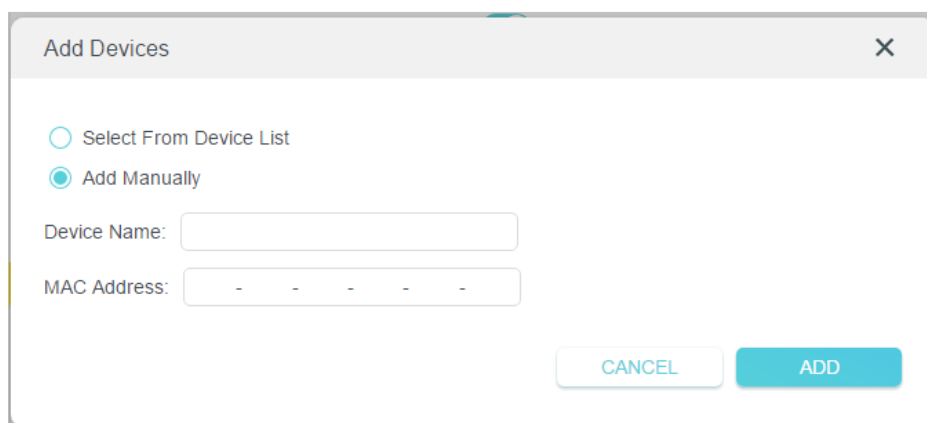 Add Devices
Select From Device List
Add Manually
Device Name:
MAC Address: - - - - -
CANCEL ADD